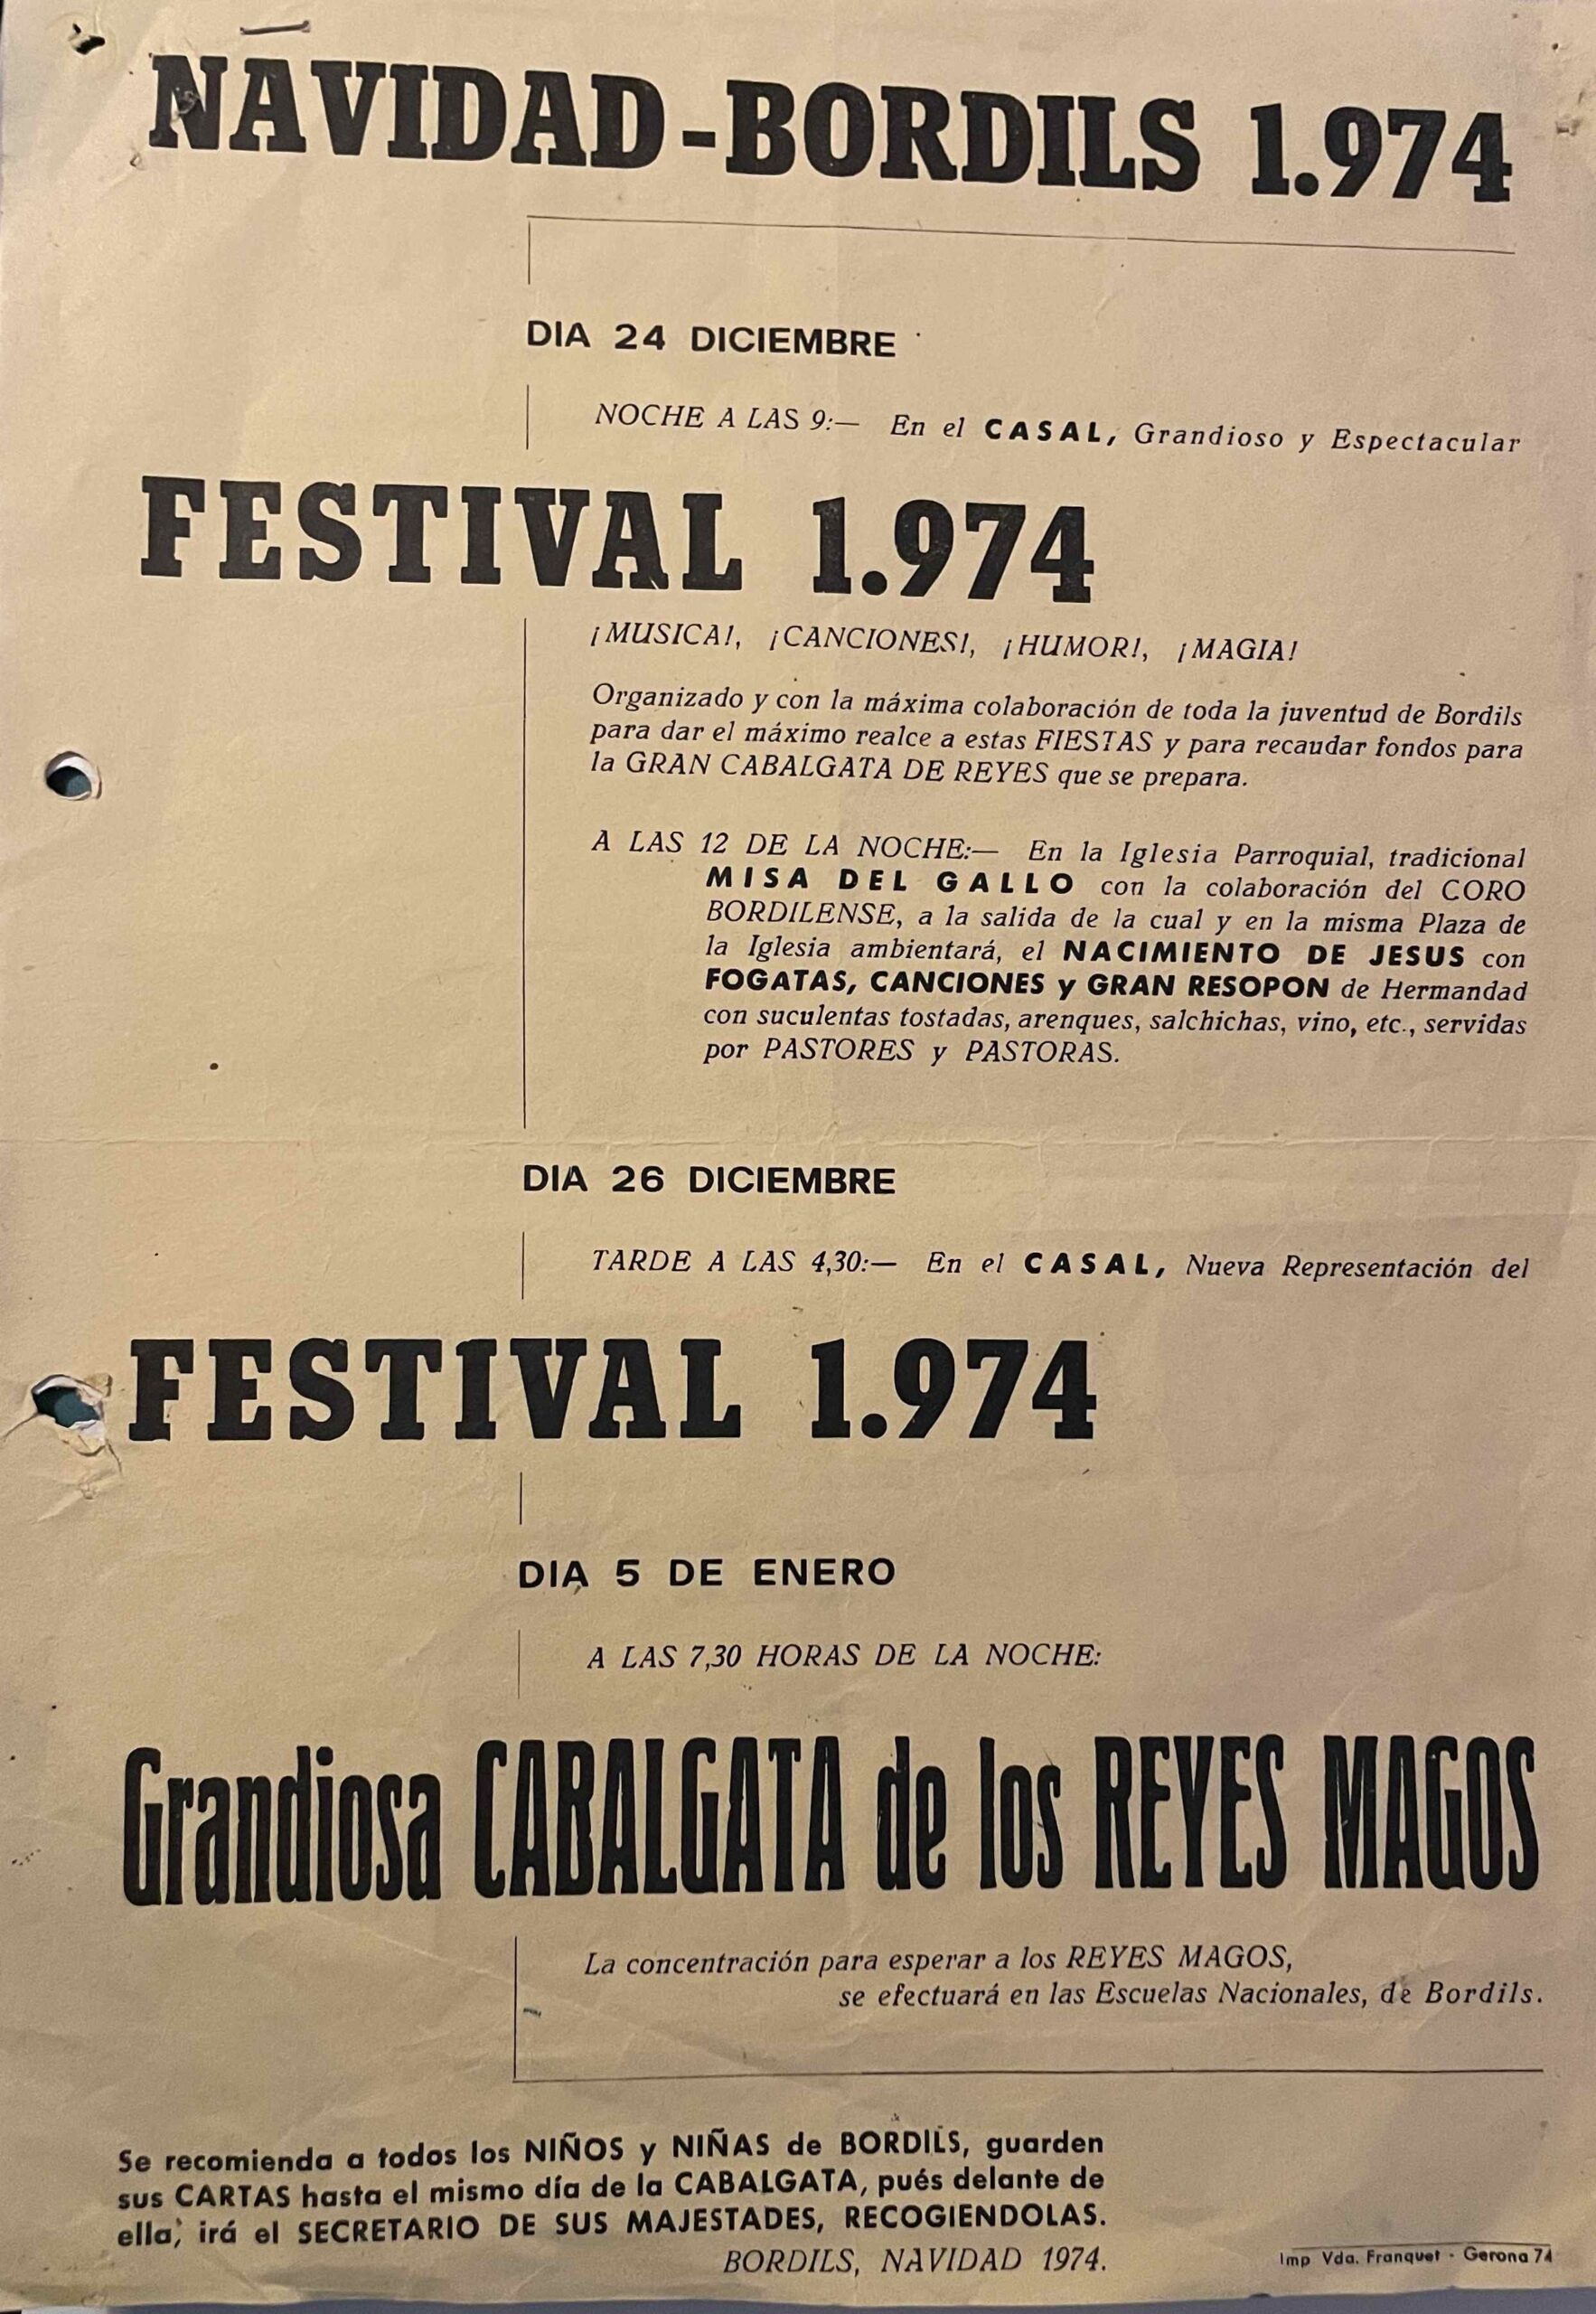 NAVIDAD-BORDILS 1.974
DIA 24 DICIEMBRE
NOCHE A LAS 9:— En el CASAL, Grandioso y Espectacular
FESTIVAL 1.974
¡MUSICA!, ¡CANCIONES!, ¡HUMOR!, ¡MAGIA!
Organizado y con la máxima colaboración de toda la juventud de Bordils
para dar el máximo realce a estas FIESTAS y para recaudar fondos para
la GRAN CABALGATA DE REYES que se prepara.
A LAS 12 DE LA NOCHE:— En la Iglesia Parroquial, tradicional
MISA DEL GALLO con la colaboración del CORO
BORDILENSE, a la salida de la cual y en la misma Plaza de
la Iglesia ambientará, el NACIMIENTO DE JESUS con
FOGATAS, CANCIONES y GRAN RESOPON de Hermandad
con suculentas tostadas, arenques, salchichas, vino, etc., servidas
por PASTORES y PASTORAS.
DIA 26 DICIEMBRE
TARDE A LAS 4,30:— En el CASAL, Nueva Representación del
FESTIVAL 1.974
DIA 5 DE ENERO
A LAS 7,30 HORAS DE LA NOCHE:
Grandiosa CABALGATA de los REYES MAGOS
La concentración para esperar a los REYES MAGOS,
se efectuará en las Escuelas Nacionales, de Bordils.
Se recomienda a todos los NIÑOS y NIÑAS de BORDILS, guarden
sus CARTAS hasta el mismo día de la CABALGATA, pués delante de
ella, irá el SECRETARIO DE SUS MAJESTADES, RECOGIENDOLAS.
BORDILS, NAVIDAD 1974.
Imp Vda. Franquet - Gerona 74